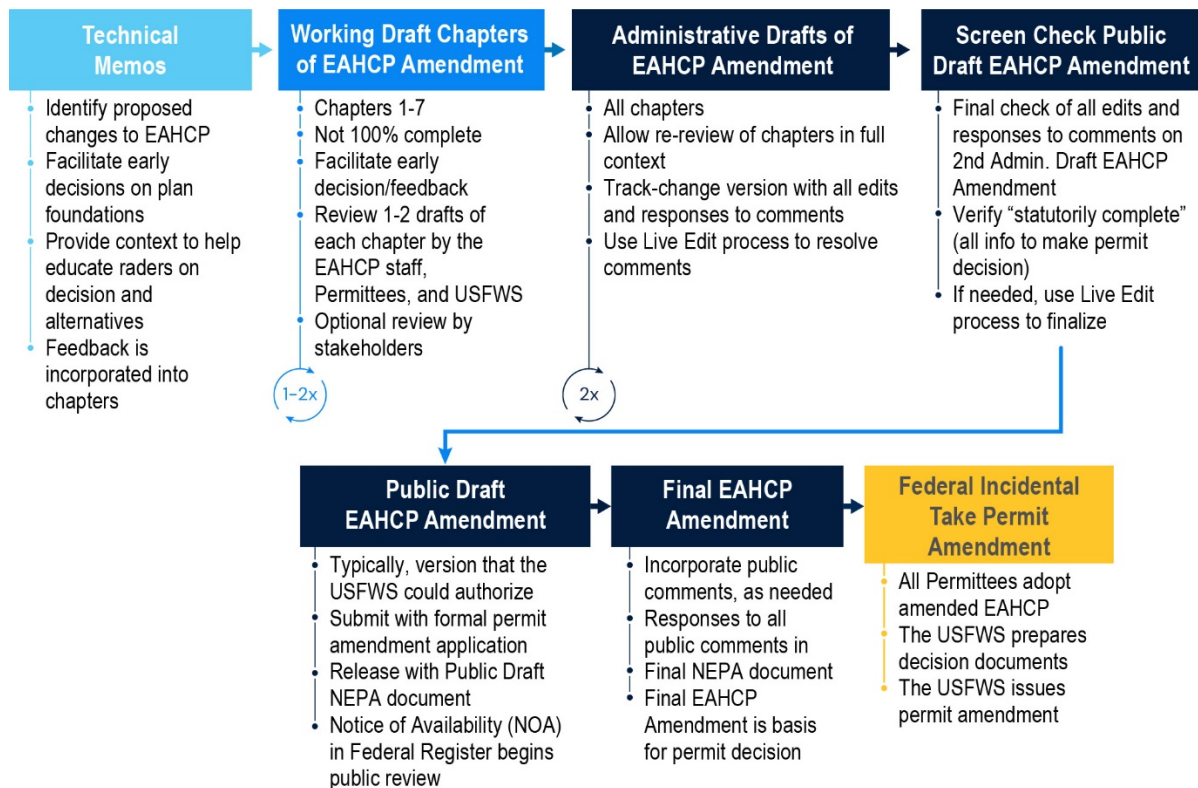 Technical
Memos
Identify proposed
changes to EAHCP
Facilitate early
decisions on plan
foundations
Provide context to help
educate raders on
decision and
alternatives
Feedback is
incorporated into
chapters
Working Draft Chapters
of EAHCP Amendment
Chapters 1-7
Not 100% complete
Facilitate early
decision/feedback
Review 1-2 drafts of
each chapter by the
EAHCP staff,
Permittees, and USFWS
Optional review by
stakeholders
1-2x
Administrative Drafts of
EAHCP Amendment
All chapters
Allow re-review of chapters in full
context
Track-change version with all edits
and responses to comments
Use Live Edit process to resolve
comments
2x
Screen Check Public
Draft EAHCP Amendment
Final check of all edits and
responses to comments on
2nd Admin. Draft EAHCP
Amendment
Verify “statutorily complete”
(all info to make permit
decision)
If needed, use Live Edit
process to finalize
Public Draft
EAHCP Amendment
Typically, version that the
USFWS could authorize
Submit with formal permit
amendment application
Release with Public Draft
NEPA document
Notice of Availability (NOA)
in Federal Register begins
public review
Final EAHCP
Amendment
Incorporate public
comments, as needed
Responses to all
public comments in
Final NEPA document
Final EAHCP
Amendment is basis
for permit decision
Federal Incidental
Take Permit
Amendment
All Permittees adopt
amended EAHCP
The USFWS prepares
decision documents
The USFWS issues
permit amendment